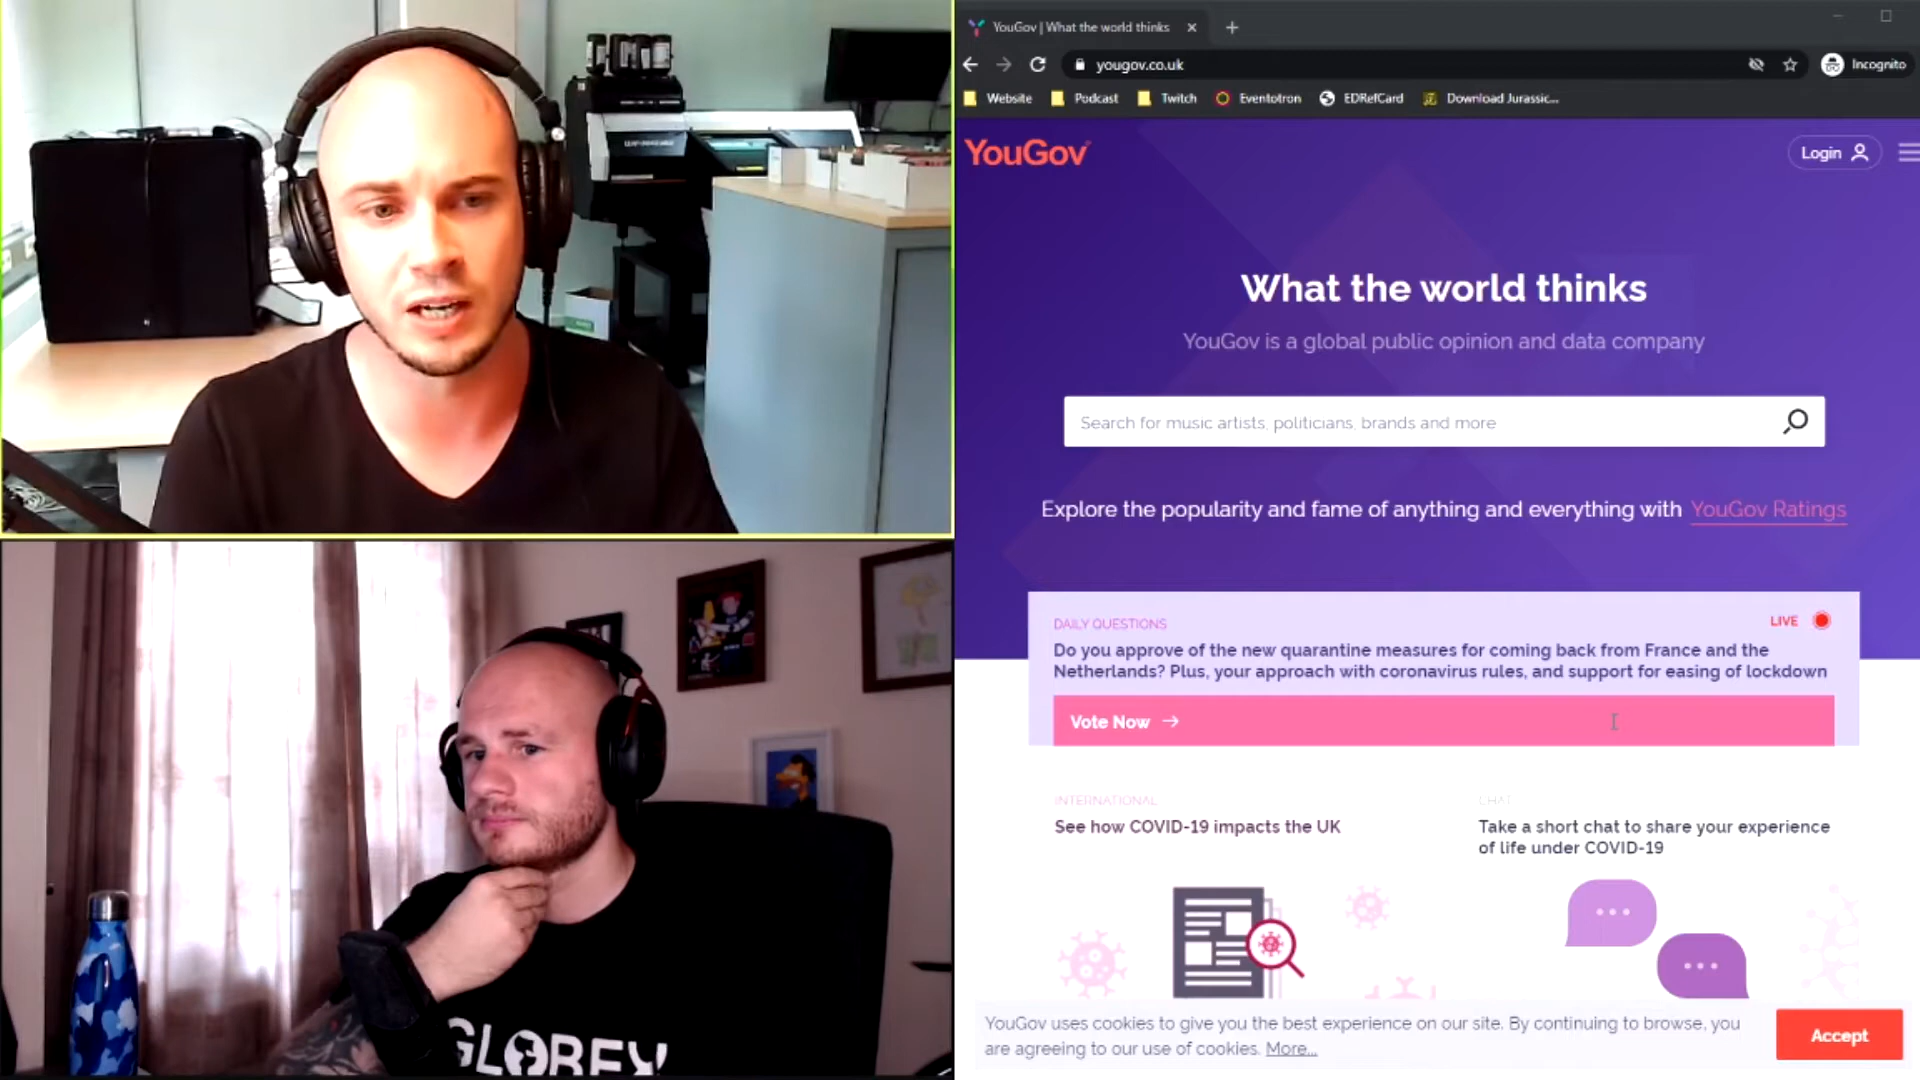 YouGov | What the world thinks
yougov.co.uk
Incognito
Website
Podcast
Twitch
Eventotron
EDRefCard
Download Jurassic...
YouGov
Login
What the world thinks
YouGov is a global public opinion and data company
Search for music artists, politicians, brands and more
Explore the popularity and fame of anything and everything with YouGov Ratings
DAILY QUESTIONS
LIVE
Do you approve of the new quarantine measures for coming back from France and the
Netherlands? Plus, your approach with coronavirus rules, and support for easing of lockdown
Vote Now →
INTERNATIONAL
See how COVID-19 impacts the UK
CHAT
Take a short chat to share your experience
of life under COVID-19
YouGov uses cookies to give you the best experience on our site. By continuing to browse, you
are agreeing to our use of cookies. More...
Accept
GLOBEX